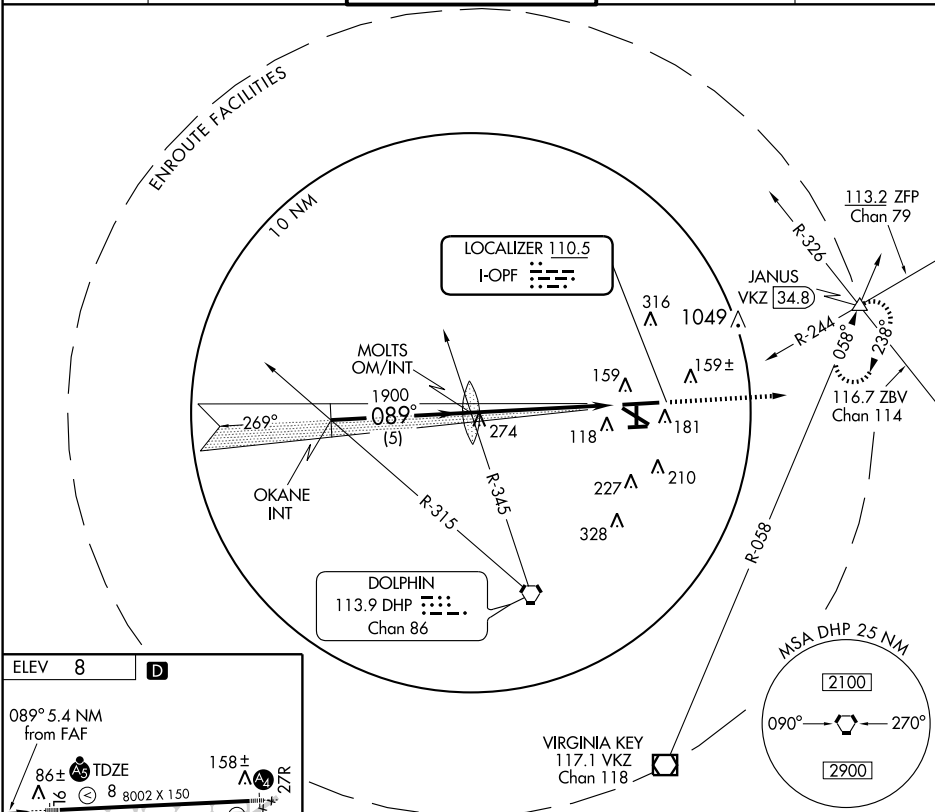 ENROUTE FACILITIES
10 NM
LOCALIZER 110.5
I-OPF
113.2 ZFP
Chan 79
R-326
JANUS
VKZ 34.8
R-244
058°
238°
116.7 ZBV
Chan 114
316
1049
159±
159
MOLTS
OM/INT
1900
089°
(5)
269°
274
118
181
OKANE
INT
R-315
R-345
227
210
328
R-058
DOLPHIN
113.9 DHP
Chan 86
MSA DHP 25 NM
2100
090°
270°
2900
VIRGINIA KEY
117.1 VKZ
Chan 118
ELEV 8
D
089° 5.4 NM
from FAF
86±
A5
TDZE
8
158±
A4
27R
9L
8002 X 150